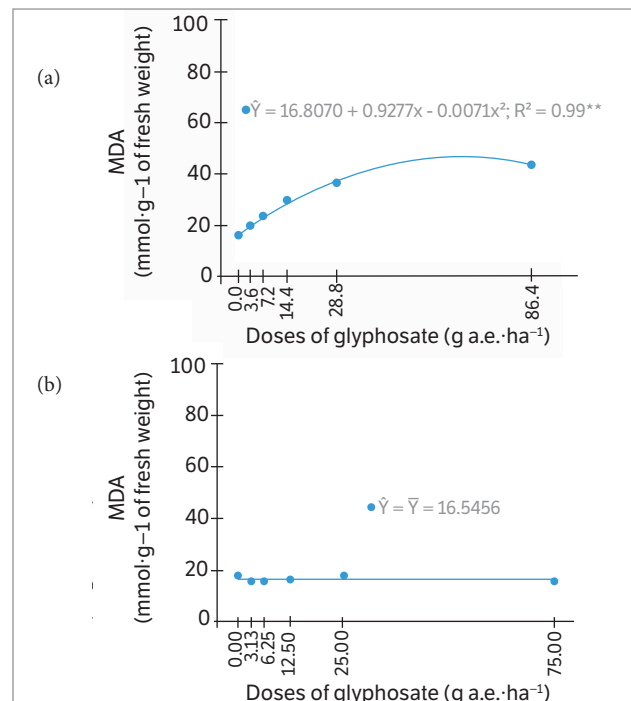 (a)
MDA
(mmol·g–1 of fresh weight)
100
80
60
40
20
0
Ŷ = 16.8070 + 0.9277x - 0.0071x²; R² = 0.99**
0.0
3.6
7.2
14.4
28.8
86.4
Doses of glyphosate (g a.e.·ha⁻¹)
(b)
MDA
(mmol·g–1 of fresh weight)
100
80
60
40
20
0
Ŷ = Y̅ = 16.5456
0.00
3.13
6.25
12.50
25.00
75.00
Doses of glyphosate (g a.e.·ha⁻¹)